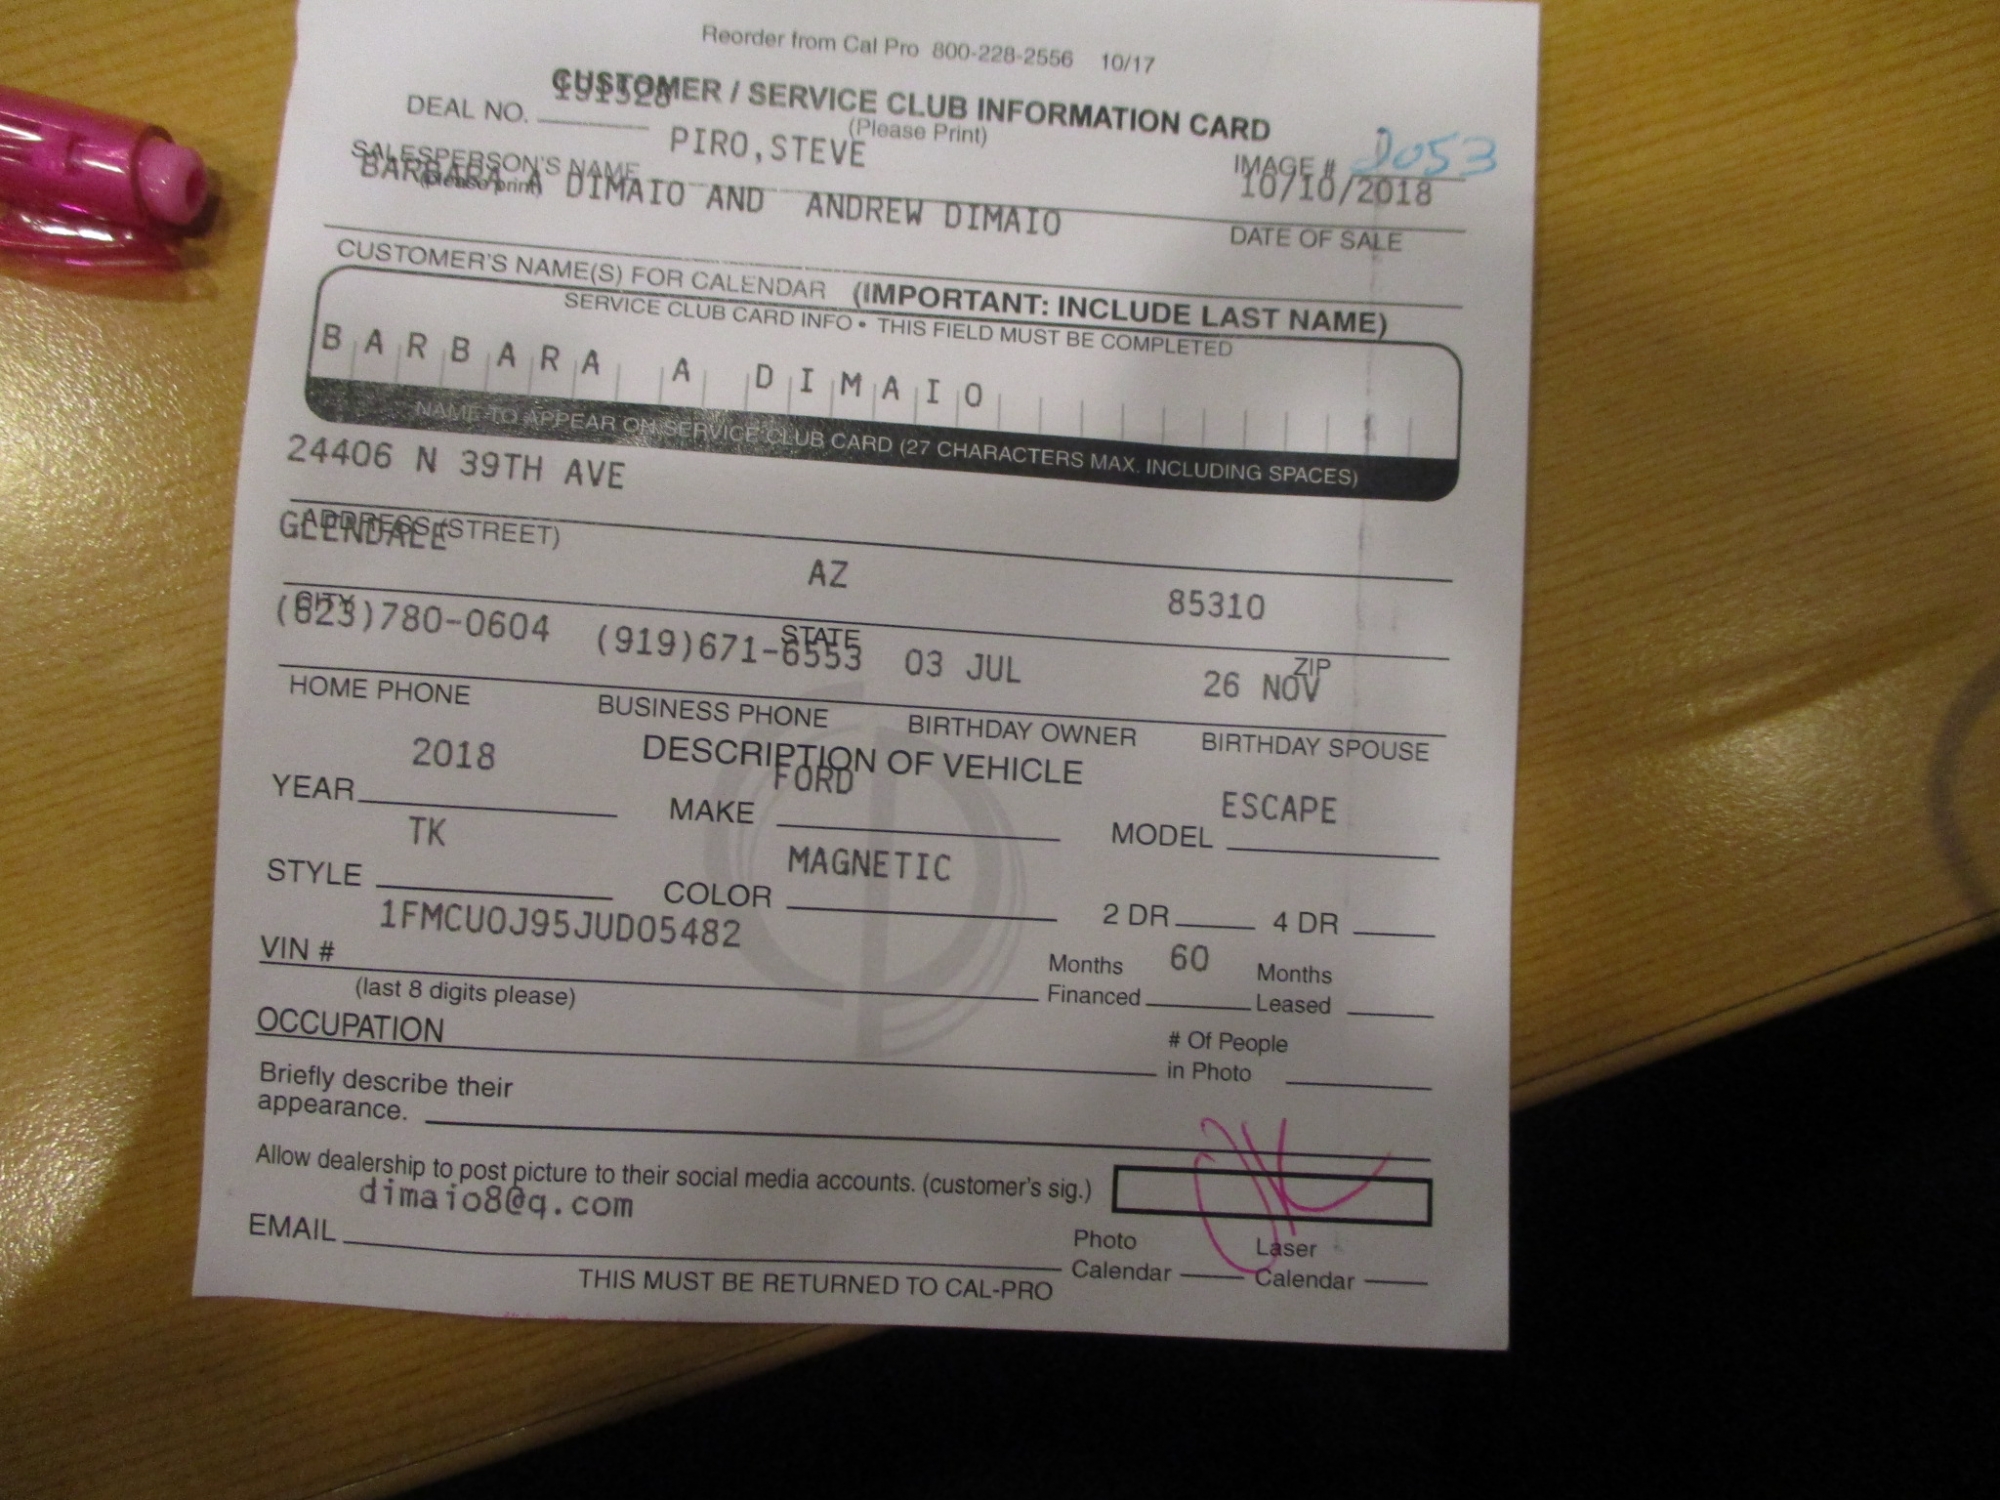 Reorder from Cal Pro 800-228-2556 10/17
CUSTOMER / SERVICE CLUB INFORMATION CARD
DEAL NO. 191528
(Please Print)
PIRO,STEVE
SALESPERSON'S NAME
(Please print)
IMAGE # 2053
BARBARA A DIMAIO AND ANDREW DIMAIO
10/10/2018
DATE OF SALE
CUSTOMER'S NAME(S) FOR CALENDAR (IMPORTANT: INCLUDE LAST NAME)
SERVICE CLUB CARD INFO • THIS FIELD MUST BE COMPLETED
BARBARA A DIMAIO
NAME TO APPEAR ON SERVICE CLUB CARD (27 CHARACTERS MAX. INCLUDING SPACES)
24406 N 39TH AVE
ADDRESS (STREET)
GLENDALE AZ 85310
CITY STATE ZIP
(623)780-0604 (919)671-6553 03 JUL 26 NOV
HOME PHONE BUSINESS PHONE BIRTHDAY OWNER BIRTHDAY SPOUSE
DESCRIPTION OF VEHICLE
YEAR 2018 MAKE FORD MODEL ESCAPE
STYLE TK COLOR MAGNETIC 2 DR 4 DR
VIN # 1FMCU0J95JUD05482
(last 8 digits please)
Months Financed 60 Months Leased
OCCUPATION
# Of People in Photo
Briefly describe their
appearance.
Allow dealership to post picture to their social media accounts. (customer's sig.)
EMAIL dimaio8@q.com
Photo Calendar Laser Calendar
THIS MUST BE RETURNED TO CAL-PRO